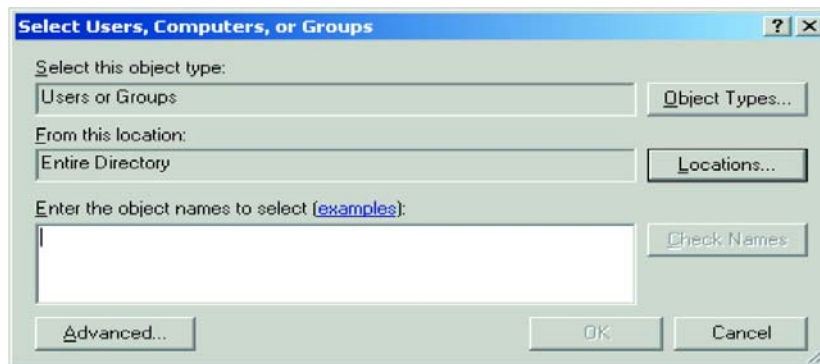 Select Users, Computers, or Groups
Select this object type:
Users or Groups
Object Types...
From this location:
Entire Directory
Locations...
Enter the object names to select (examples):
Check Names
Advanced...
OK
Cancel